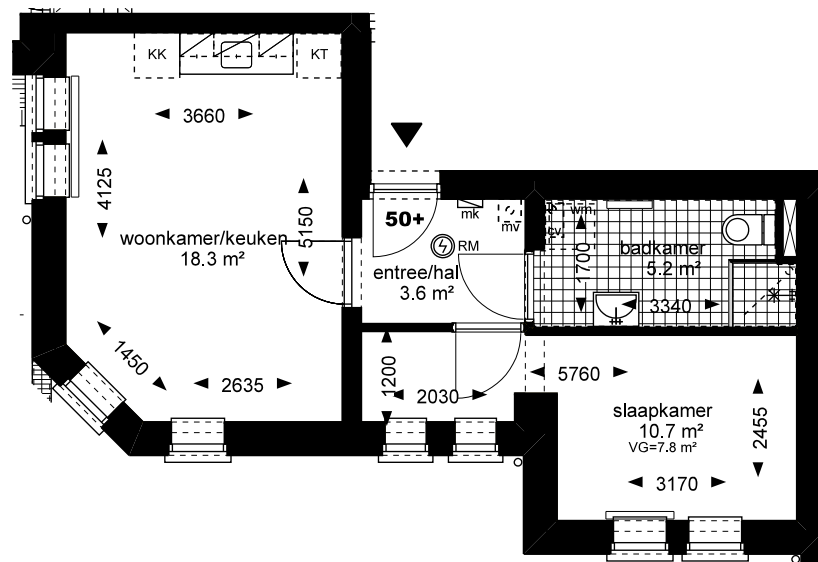 KK
KT
3660
4125
5150
woonkamer/keuken
18.3 m²
1450
2635
50+
mk
mv
RM
entree/hal
3.6 m²
wm
cv
1700
badkamer
5.2 m²
3340
1200
2030
5760
slaapkamer
10.7 m²
VG=7.8 m²
2455
3170